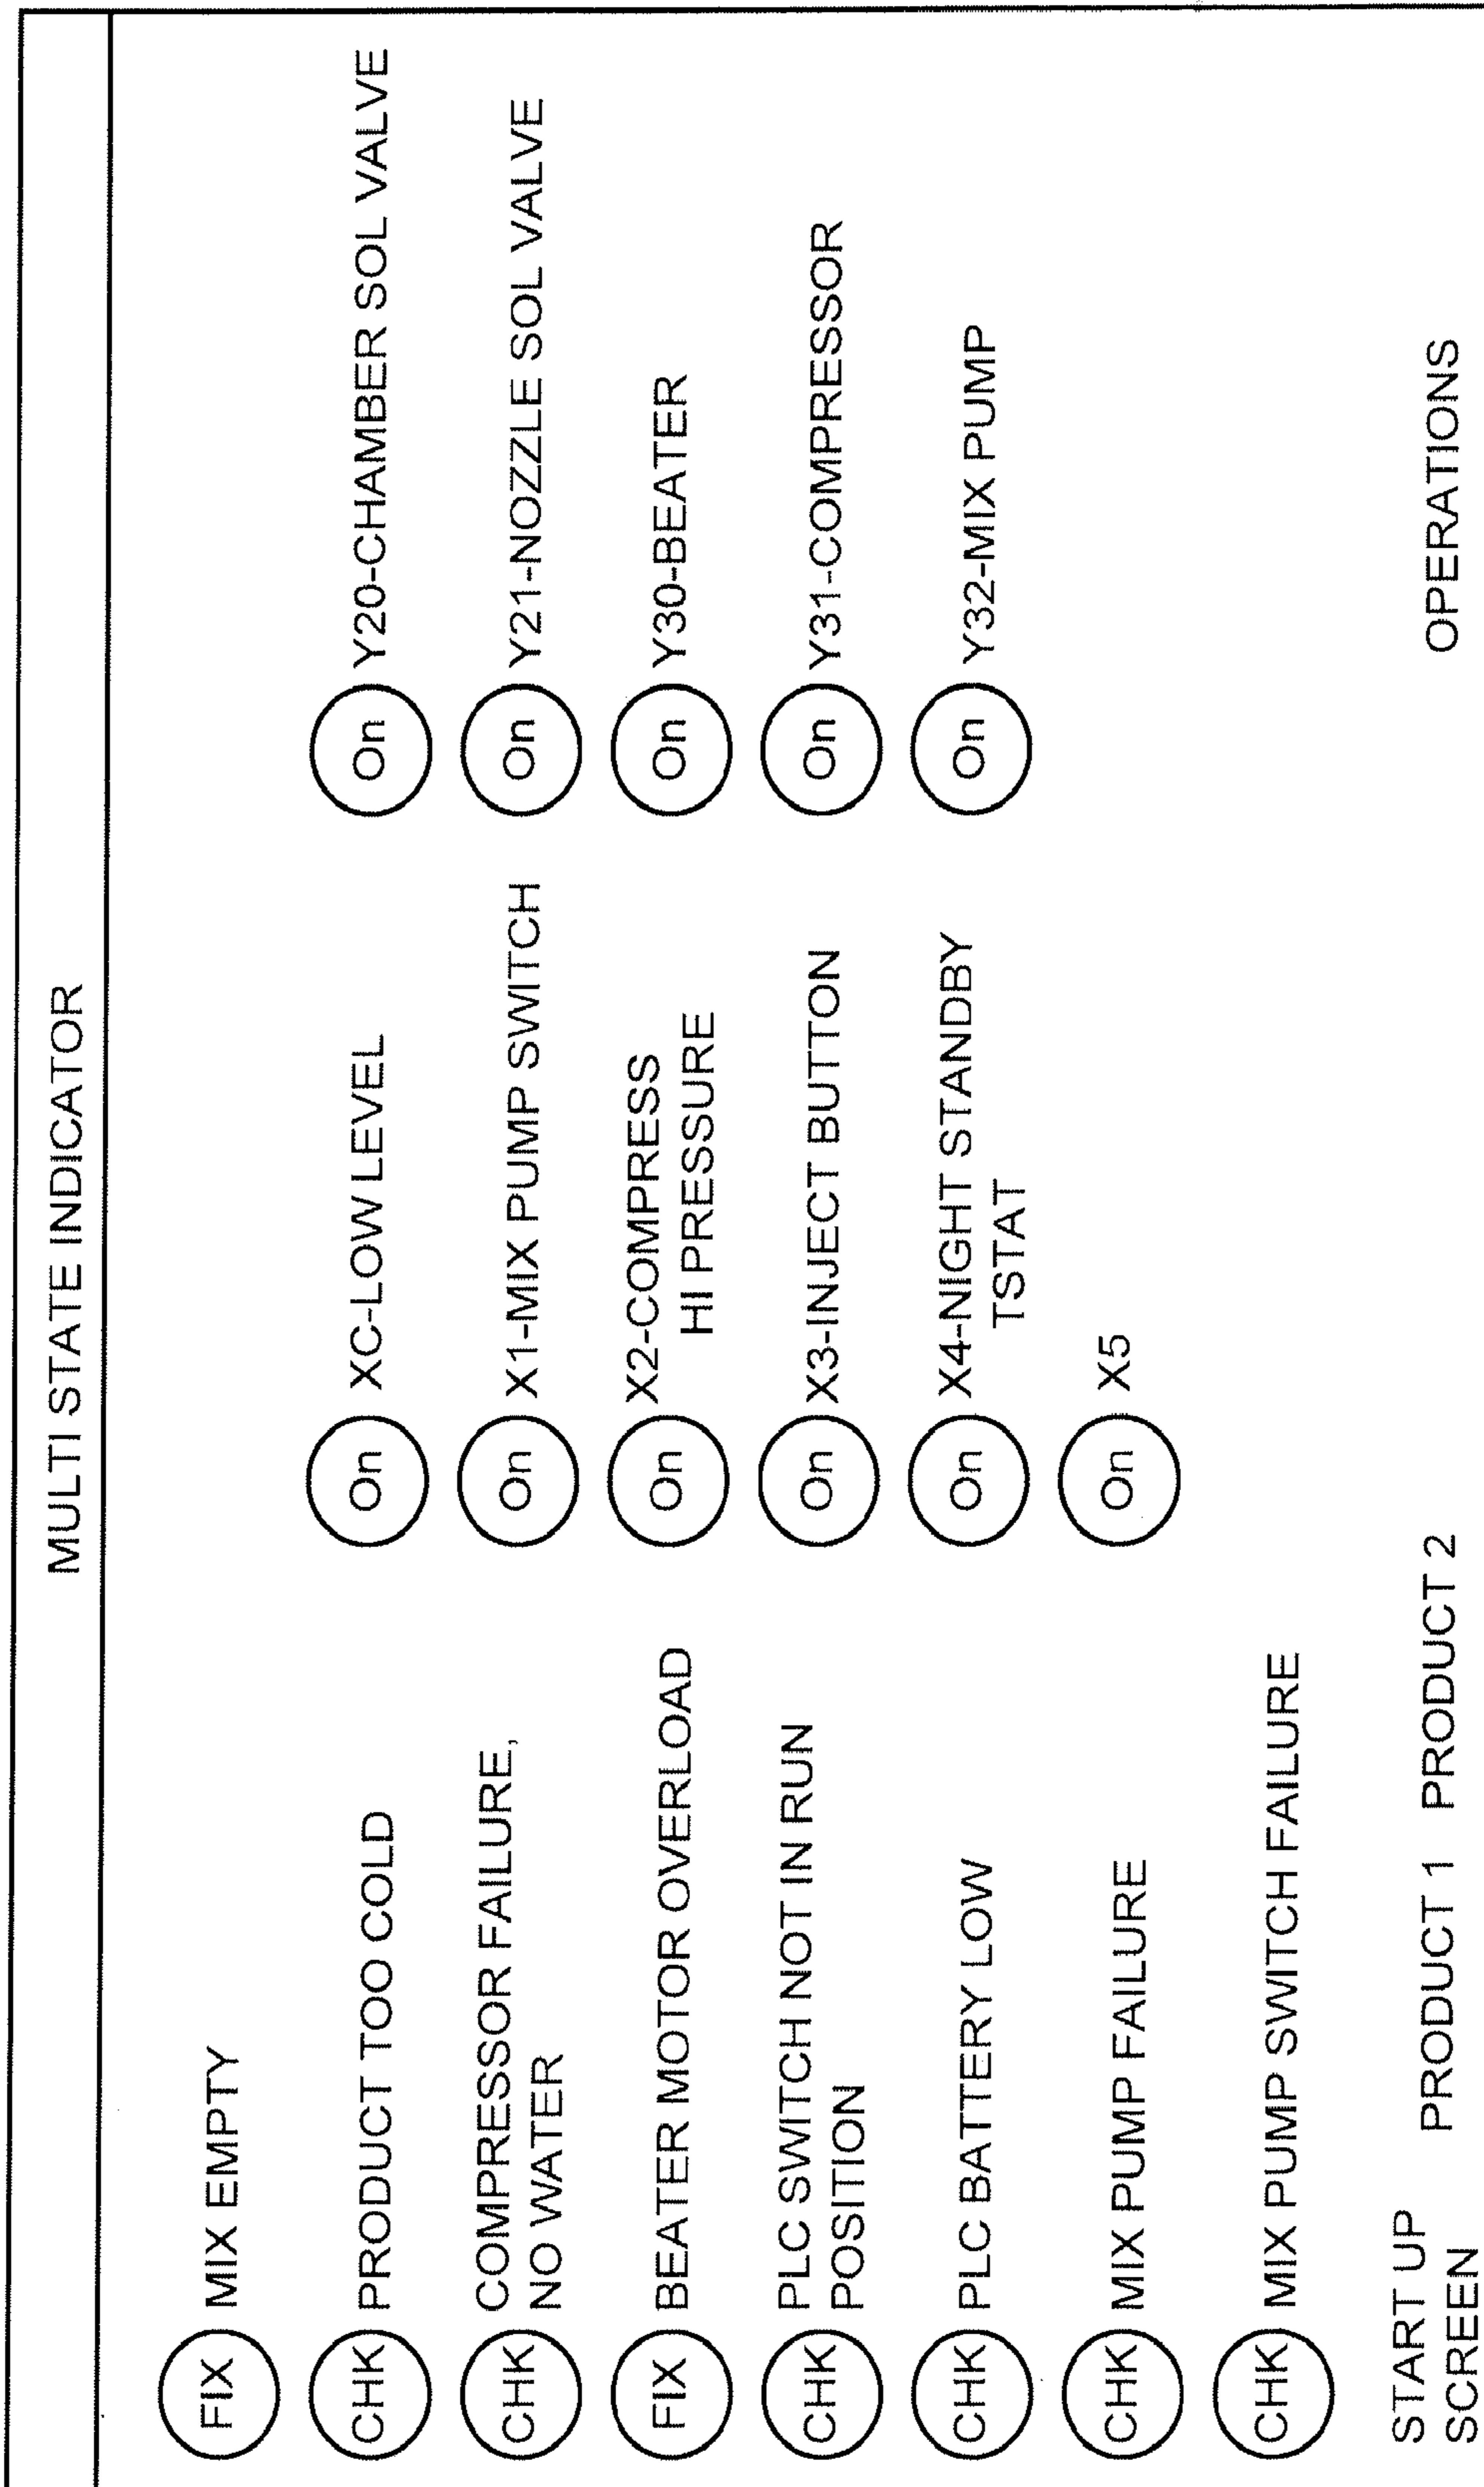 MULTI STATE INDICATOR
FIX MIX EMPTY
CHK PRODUCT TOO COLD
CHK COMPRESSOR FAILURE,
NO WATER
FIX BEATER MOTOR OVERLOAD
CHK PLC SWITCH NOT IN RUN
POSITION
CHK PLC BATTERY LOW
CHK MIX PUMP FAILURE
CHK MIX PUMP SWITCH FAILURE
On XC-LOW LEVEL
On X1-MIX PUMP SWITCH
On X2-COMPRESS
HI PRESSURE
On X3-INJECT BUTTON
On X4-NIGHT STANDBY
TSTAT
On X5
On Y20-CHAMBER SOL VALVE
On Y21-NOZZLE SOL VALVE
On Y30-BEATER
On Y31-COMPRESSOR
On Y32-MIX PUMP
START UP
SCREEN
PRODUCT 1
PRODUCT 2
OPERATIONS